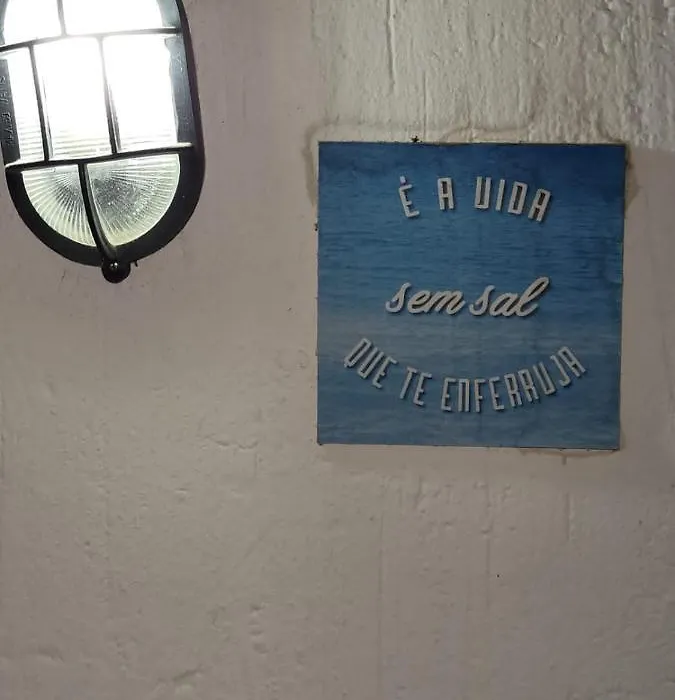 É A VIDA
sem sal
QUE TE ENFERRUJA